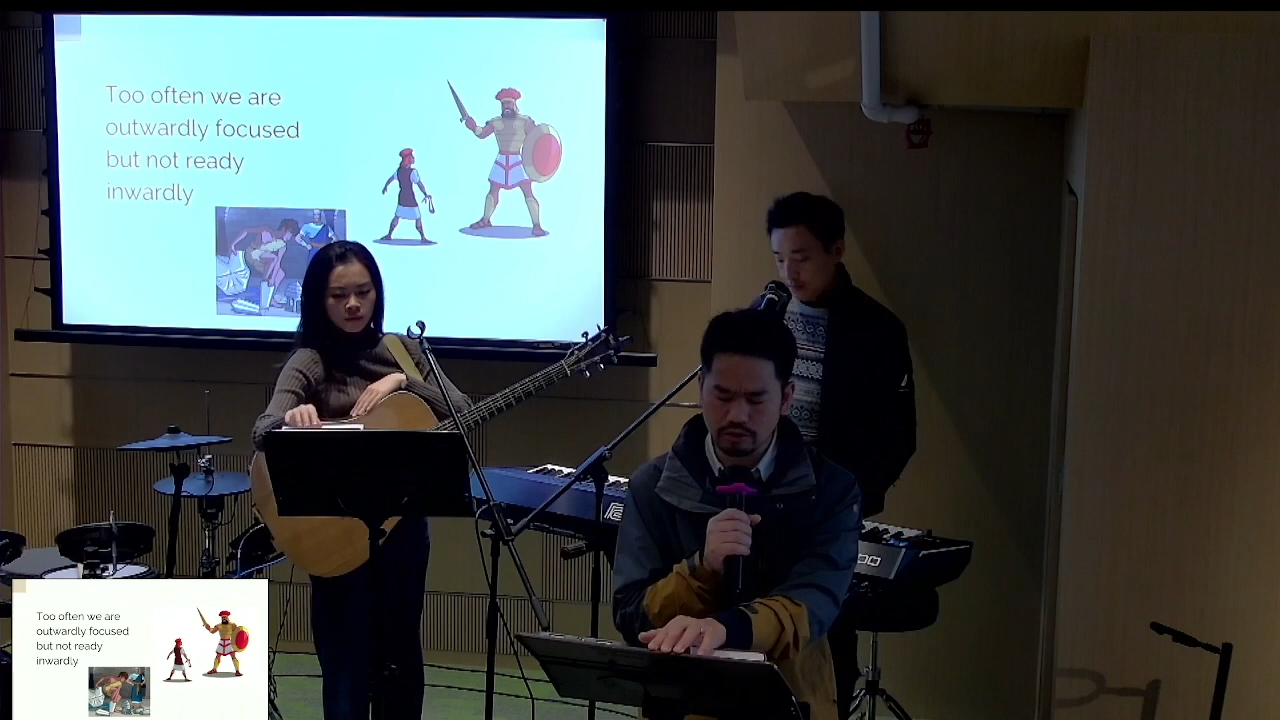 Too often we are
outwardly focused
but not ready
inwardly
Too often we are
outwardly focused
but not ready
inwardly